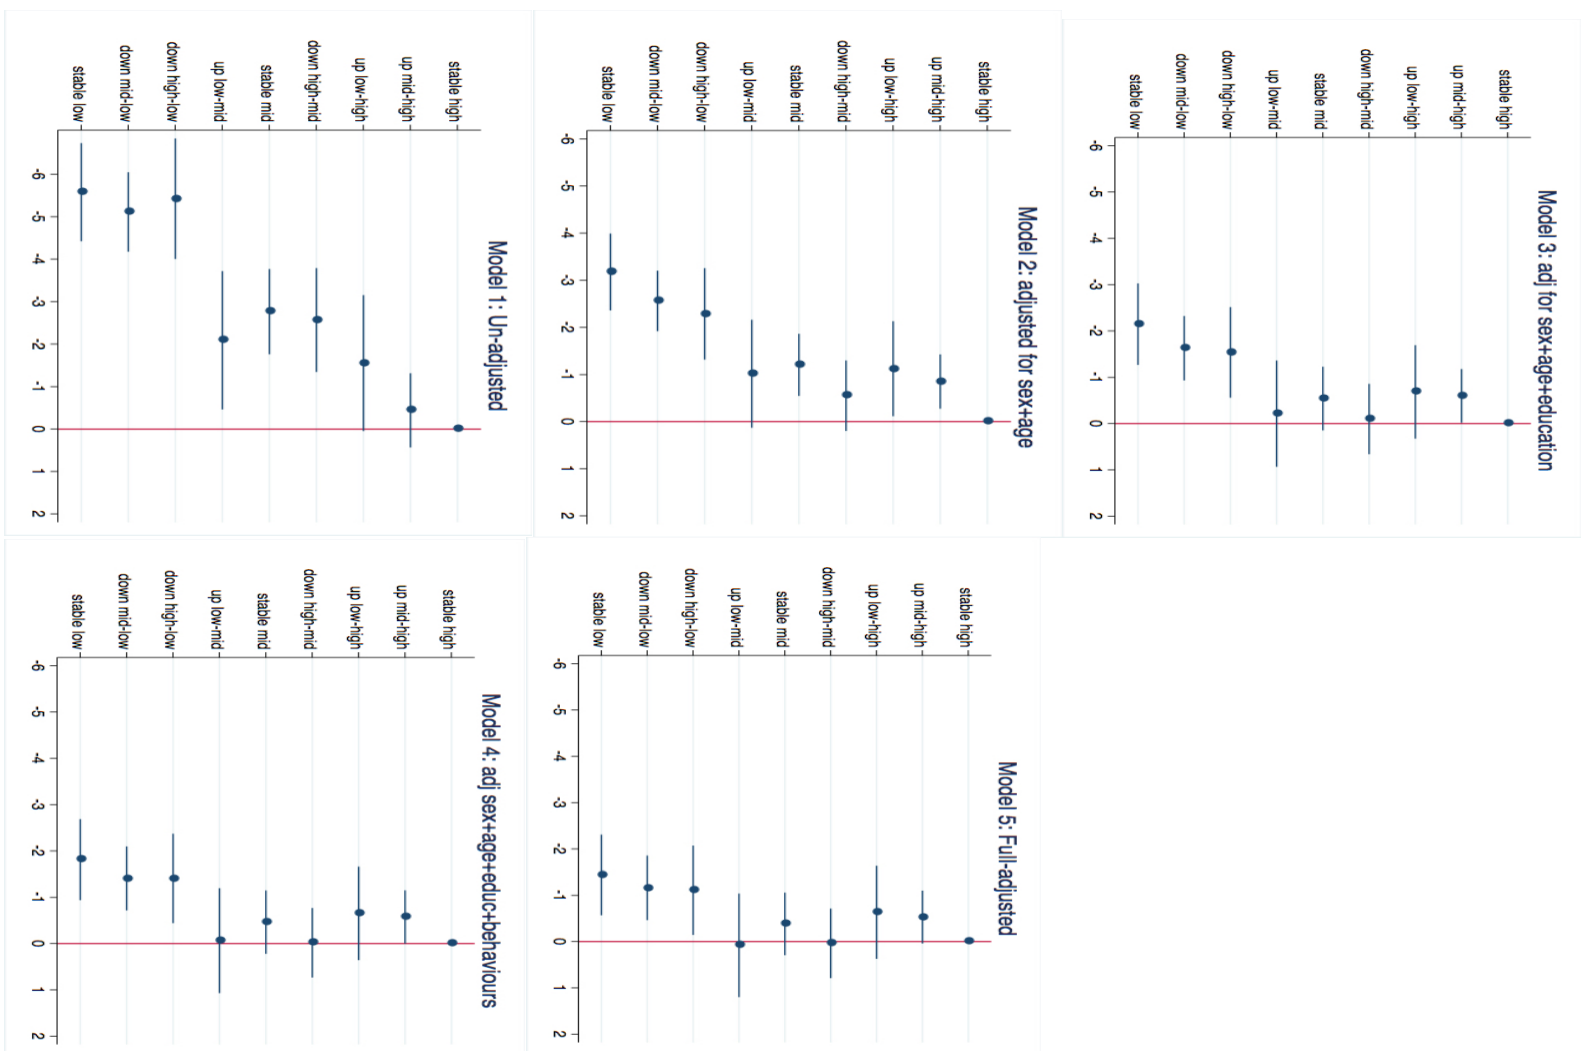 stable low
down mid-low
down high-low
up low-mid
stable mid
down high-mid
up low-high
up mid-high
stable high
-6
-5
-4
-3
-2
-1
0
1
2
Model 1: Un-adjusted
stable low
down mid-low
down high-low
up low-mid
stable mid
down high-mid
up low-high
up mid-high
stable high
-6
-5
-4
-3
-2
-1
0
1
2
Model 2: adjusted for sex+age
stable low
down mid-low
down high-low
up low-mid
stable mid
down high-mid
up low-high
up mid-high
stable high
-6
-5
-4
-3
-2
-1
0
1
2
Model 3: adj for sex+age+education
stable low
down mid-low
down high-low
up low-mid
stable mid
down high-mid
up low-high
up mid-high
stable high
-6
-5
-4
-3
-2
-1
0
1
2
Model 4: adj sex+age+educ+behaviours
stable low
down mid-low
down high-low
up low-mid
stable mid
down high-mid
up low-high
up mid-high
stable high
-6
-5
-4
-3
-2
-1
0
1
2
Model 5: Full-adjusted